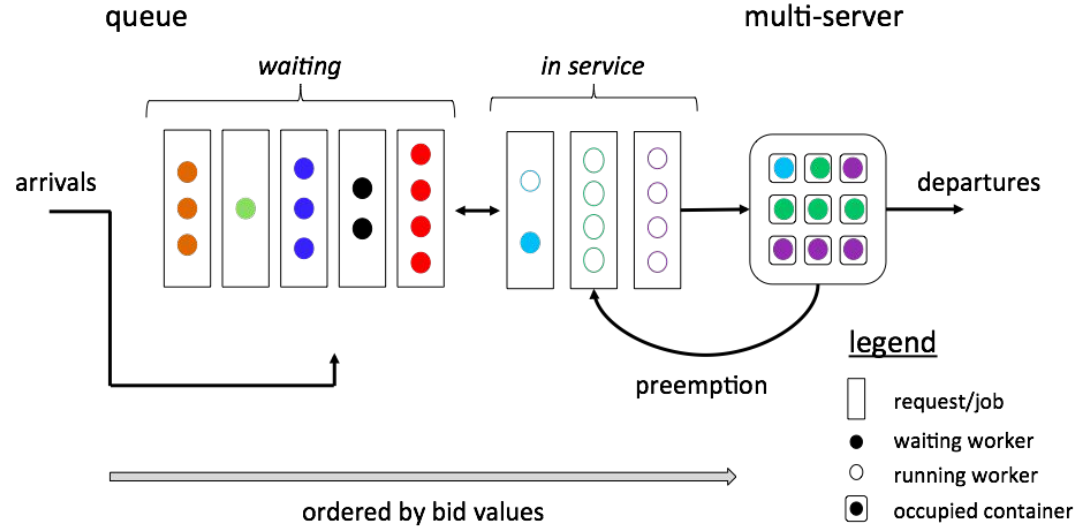 queue
multi-server
waiting
in service
arrivals
departures
preemption
legend
request/job
waiting worker
running worker
occupied container
ordered by bid values